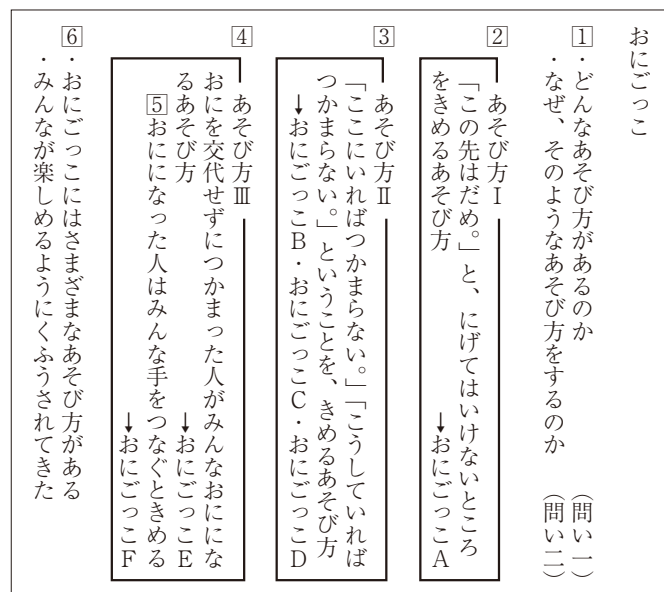 おにごっこ
1・どんなあそび方があるのか（問い一）
・なぜ、そのようなあそび方をするのか（問い二）
2 あそび方Ⅰ
「この先はだめ。」と、にげてはいけないところ
をきめるあそび方 →おにごっこA
3 あそび方Ⅱ
「ここにいればつかまらない。」「こうしていれば
つかまらない。」ということを、きめるあそび方
→おにごっこB・おにごっこC・おにごっこD
4 あそび方Ⅲ
おにを交代せずにつかまった人がみんなおににな
るあそび方 →おにごっこE
5おにになった人はみんな手をつなぐときめる
→おにごっこF
6・おにごっこにはさまざまなあそび方がある
・みんなが楽しめるようにくふうされてきた